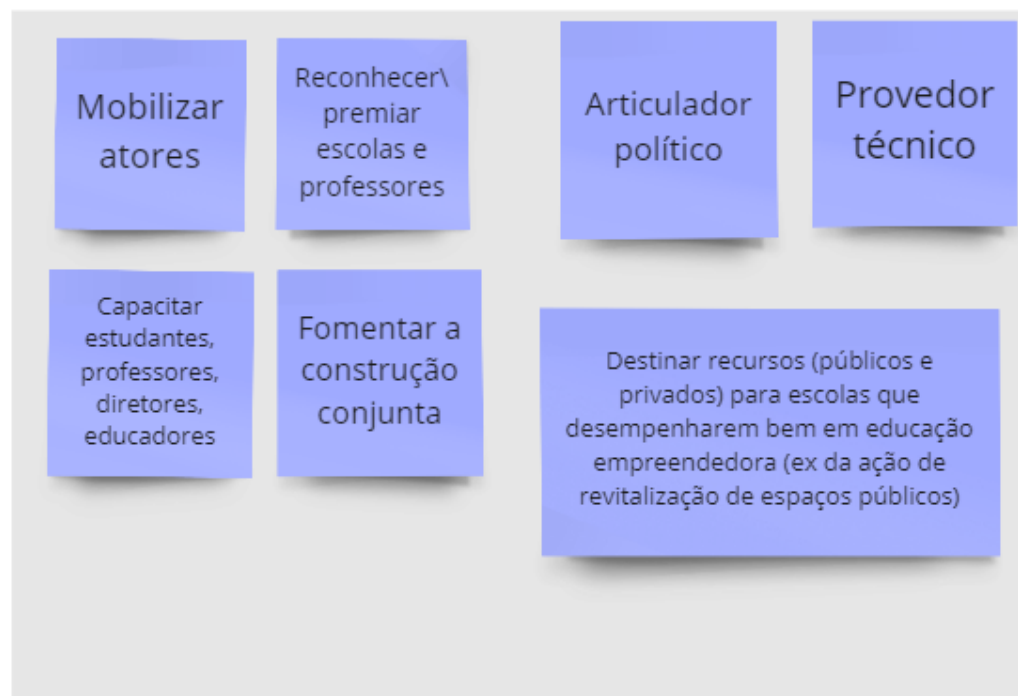 Mobilizar
atores
Reconhecer\
premiar
escolas e
professores
Articulador
político
Provedor
técnico
Capacitar
estudantes,
professores,
diretores,
educadores
Fomentar a
construção
conjunta
Destinar recursos (públicos e
privados) para escolas que
desempenharem bem em educação
empreendedora (ex da ação de
revitalização de espaços públicos)